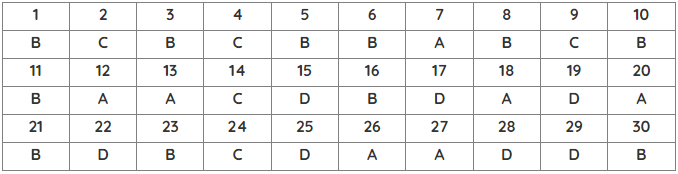 1 2 3 4 5 6 7 8 9 10
B C B C B B A B C B
11 12 13 14 15 16 17 18 19 20
B A A C D B D A D A
21 22 23 24 25 26 27 28 29 30
B D B C D A A D D B